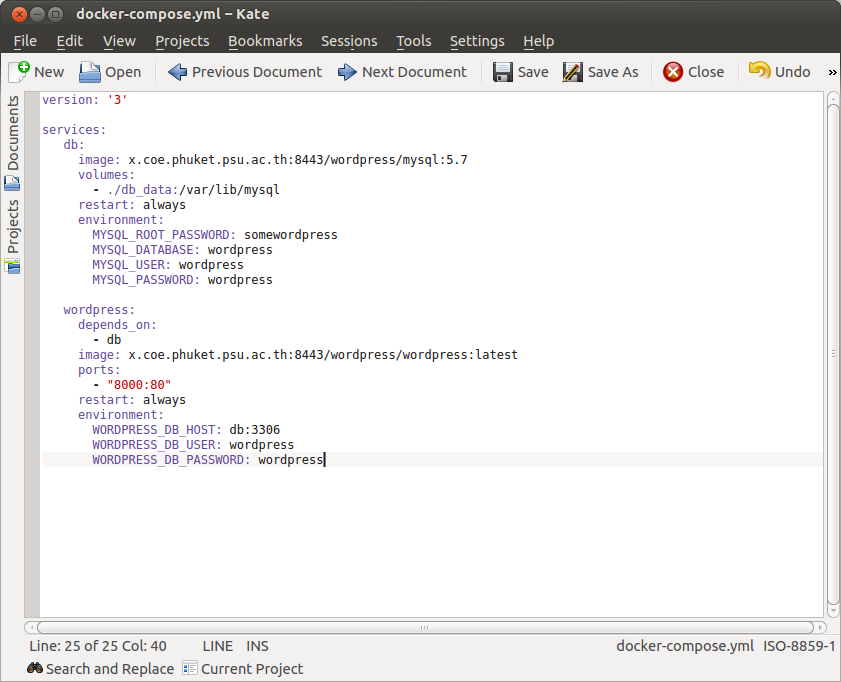 docker-compose.yml – Kate
File Edit View Projects Bookmarks Sessions Tools Settings Help
New Open Previous Document Next Document Save Save As Close Undo »
Documents
Projects
version: '3'
services:
db:
image: x.coe.phuket.psu.ac.th:8443/wordpress/mysql:5.7
volumes:
- ./db_data:/var/lib/mysql
restart: always
environment:
MYSQL_ROOT_PASSWORD: somewordpress
MYSQL_DATABASE: wordpress
MYSQL_USER: wordpress
MYSQL_PASSWORD: wordpress
wordpress:
depends_on:
- db
image: x.coe.phuket.psu.ac.th:8443/wordpress/wordpress:latest
ports:
- "8000:80"
restart: always
environment:
WORDPRESS_DB_HOST: db:3306
WORDPRESS_DB_USER: wordpress
WORDPRESS_DB_PASSWORD: wordpress
Line: 25 of 25 Col: 40 LINE INS docker-compose.yml ISO-8859-1
Search and Replace Current Project